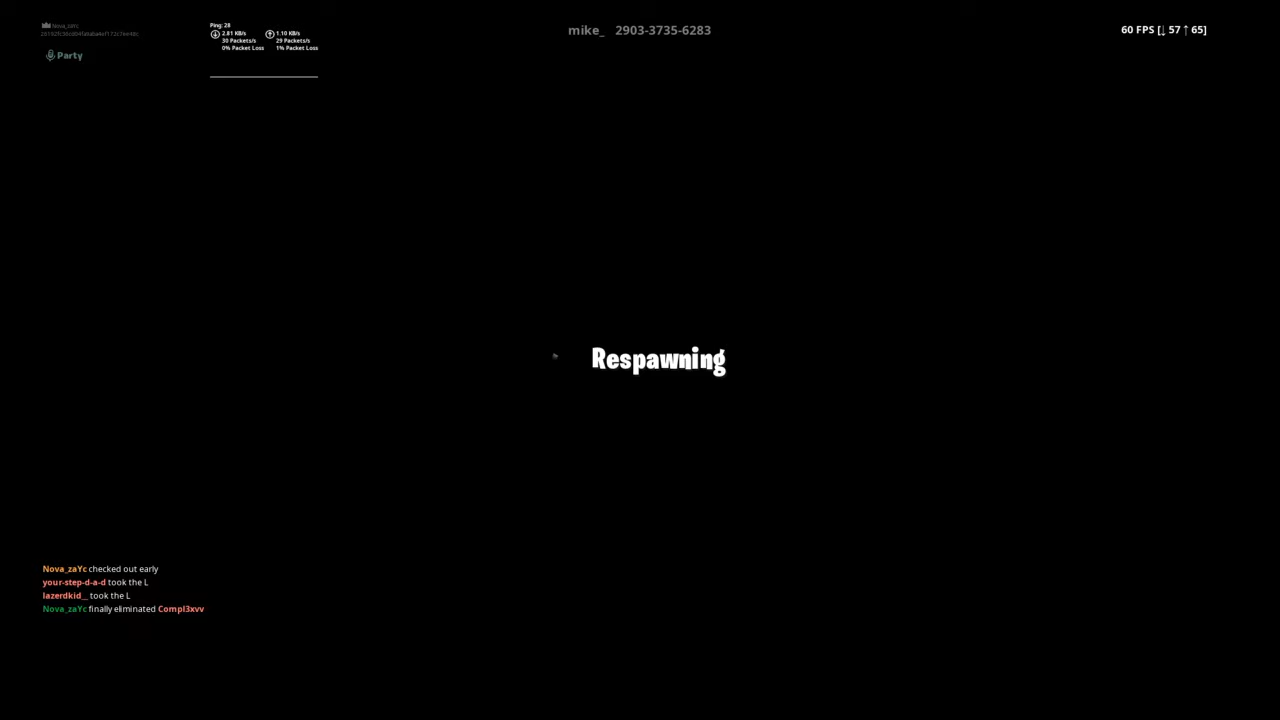 Nova_zaYc
Party
Ping: 28
2.81 KB/s
1.10 KB/s
30 Packets/s
29 Packets/s
0% Packet Loss
1% Packet Loss
mike_ 2903-3735-6283
60 FPS [↓ 57 ↑ 65]
Respawning
Nova_zaYc checked out early
your-step-d-a-d took the L
lazerdkid__ took the L
Nova_zaYc finally eliminated Compl3xvv